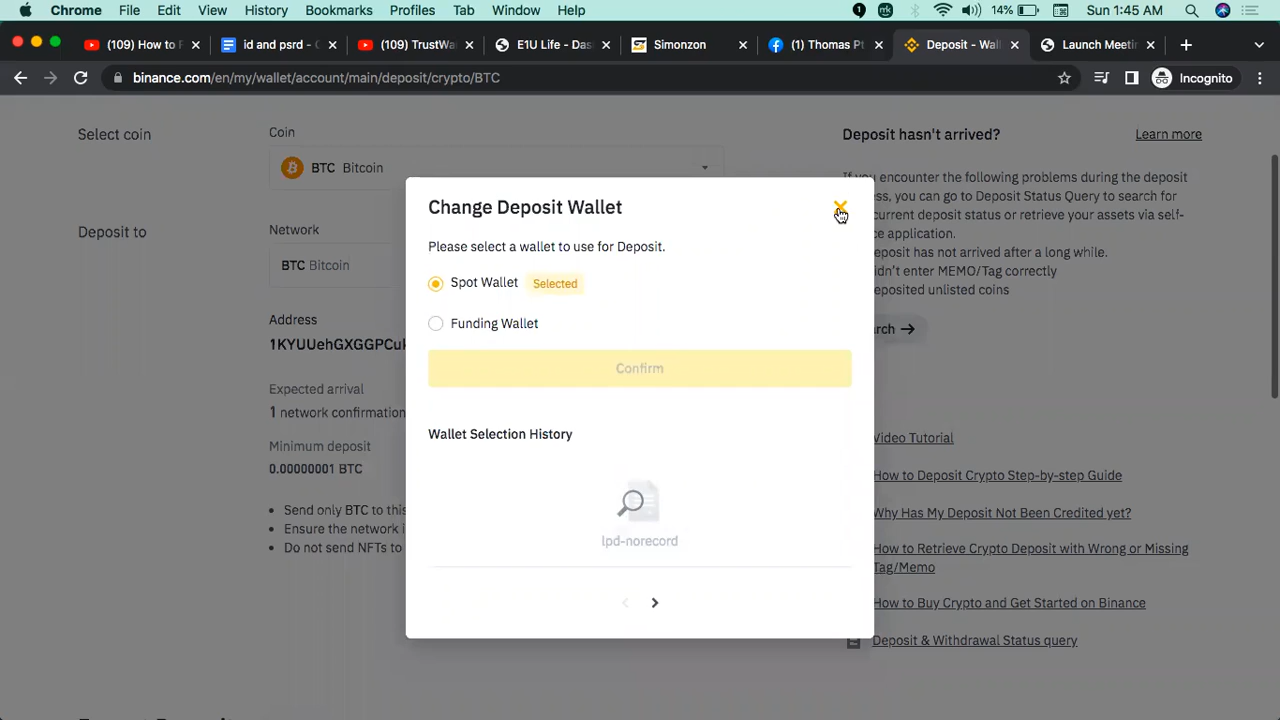 Chrome File Edit View History Bookmarks Profiles Tab Window Help 1 14% Sun 1:45 AM
(109) How to id and psrd - (109) TrustWa E1U Life - Das Simonzon (1) Thomas Deposit - Wal Launch Meetin
binance.com/en/my/wallet/account/main/deposit/crypto/BTC Incognito
Select coin
Coin
BTC Bitcoin
Deposit to
Network
BTC Bitcoin
Address
1KYUUehGXGGPCuk
Expected arrival
1 network confirmation
Minimum deposit
0.00000001 BTC
Send only BTC to this
Ensure the network i
Do not send NFTs to
Change Deposit Wallet
Please select a wallet to use for Deposit.
Spot Wallet Selected
Funding Wallet
Confirm
Wallet Selection History
lpd-norecord
Deposit hasn't arrived? Learn more
If you encounter the following problems during the deposit
ess, you can go to Deposit Status Query to search for
current deposit status or retrieve your assets via self-
ce application.
eposit has not arrived after a long while.
dn't enter MEMO/Tag correctly
eposited unlisted coins
rch
Video Tutorial
How to Deposit Crypto Step-by-step Guide
Why Has My Deposit Not Been Credited yet?
How to Retrieve Crypto Deposit with Wrong or Missing
Tag/Memo
How to Buy Crypto and Get Started on Binance
Deposit & Withdrawal Status query